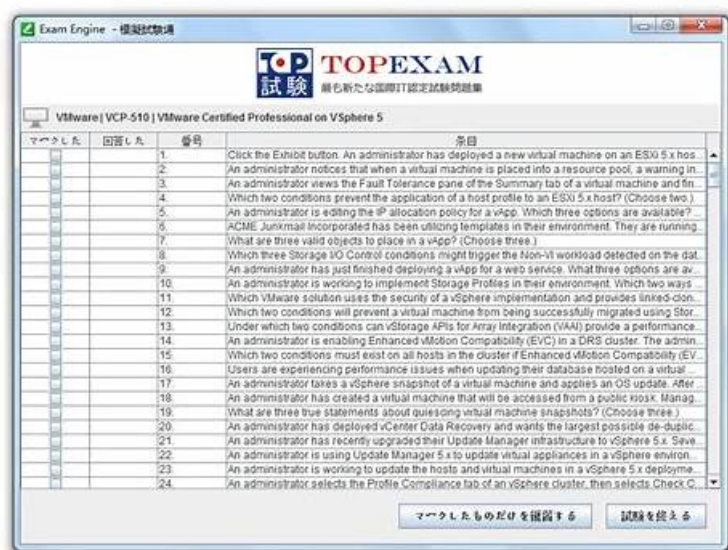 Exam Engine - 模擬試験場
TOP 試験
TOPEXAM
最も新たな国際IT認定試験問題集
VMware| VCP-510 | VMware Certified Professional on VSphere 5
マークした 回答した 番号 条目
1. Click the Exhibit button. An administrator has deployed a new virtual machine on an ESXi 5.x hos...
2. An administrator notices that when a virtual machine is placed into a resource pool, a warning in...
3. An administrator views the Fault Tolerance pane of the Summary tab of a virtual machine and fin...
4. Which two conditions prevent the application of a host profile to an ESXi 5.x host? (Choose two.)
5. An administrator is editing the IP allocation policy for a vApp. Which three options are available? ...
6. ACME Junkmail Incorporated has been utilizing templates in their environment. They are running...
7. What are three valid objects to place in a vApp? (Choose three.)
8. Which three Storage I/O Control conditions might trigger the Non-VI workload detected on the dat...
9. An administrator has just finished deploying a vApp for a web service. What three options are av...
10. An administrator is working to implement Storage Profiles in their environment. Which two ways ...
11. Which VMware solution uses the security of a vSphere implementation and provides linked-clon...
12. Which two conditions will prevent a virtual machine from being successfully migrated using Stor...
13. Under which two conditions can vStorage APIs for Array Integration (VAAI) provide a performance...
14. An administrator is enabling Enhanced vMotion Compatibility (EVC) in a DRS cluster. The admin...
15. Which two conditions must exist on all hosts in the cluster if Enhanced vMotion Compatibility (EV...
16. Users are experiencing performance issues when updating their database hosted on a virtual ...
17. An administrator takes a vSphere snapshot of a virtual machine and applies an OS update. After ...
18. An administrator has created a virtual machine that will be accessed from a public kiosk. Manag...
19. What are three true statements about quiescing virtual machine snapshots? (Choose three.)
20. An administrator has deployed vCenter Data Recovery and wants the largest possible de-duplic...
21. An administrator has recently upgraded their Update Manager infrastructure to vSphere 5.x. Seve...
22. An administrator is using Update Manager 5.x to update virtual appliances in a vSphere environ...
23. An administrator is working to update the hosts and virtual machines in a vSphere 5.x deployme...
24. An administrator selects the Profile Compliance tab of an vSphere cluster, then selects Check C...
マークしたものだけを復習する 試験を終える